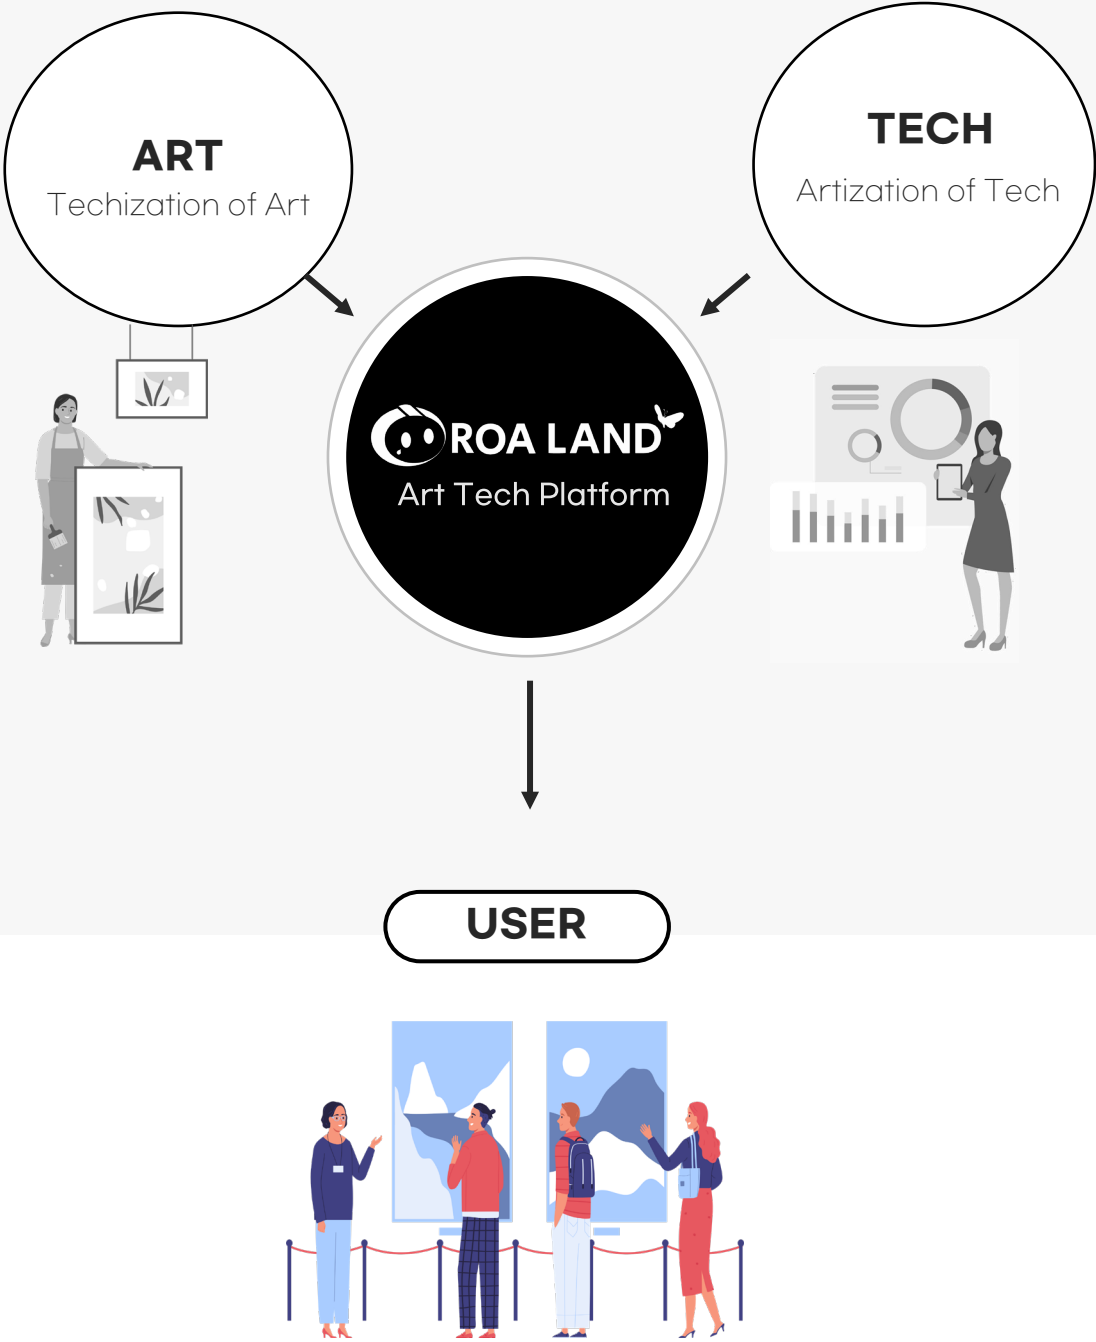 ART
Techization of Art
TECH
Artization of Tech
ROA LAND
Art Tech Platform
USER